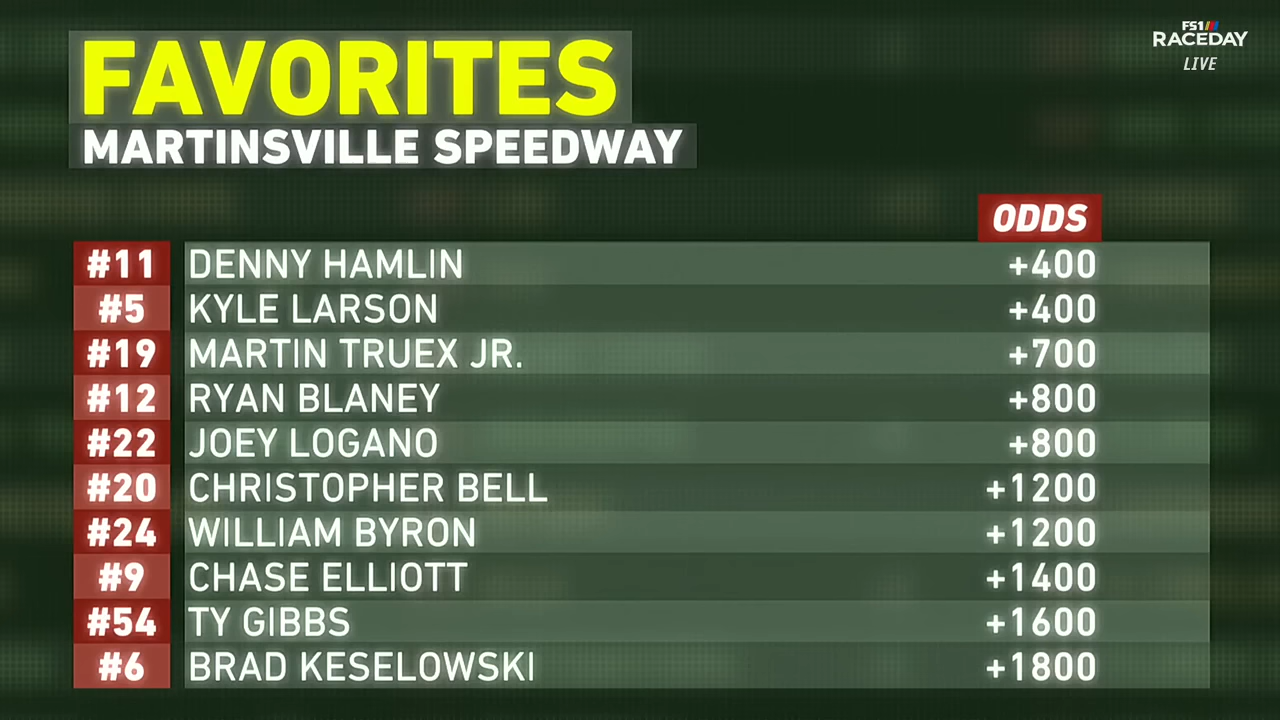 FAVORITES
MARTINSVILLE SPEEDWAY
FS1
RACEDAY
LIVE
ODDS
#11 DENNY HAMLIN +400
#5 KYLE LARSON +400
#19 MARTIN TRUEX JR. +700
#12 RYAN BLANEY +800
#22 JOEY LOGANO +800
#20 CHRISTOPHER BELL +1200
#24 WILLIAM BYRON +1200
#9 CHASE ELLIOTT +1400
#54 TY GIBBS +1600
#6 BRAD KESELOWSKI +1800